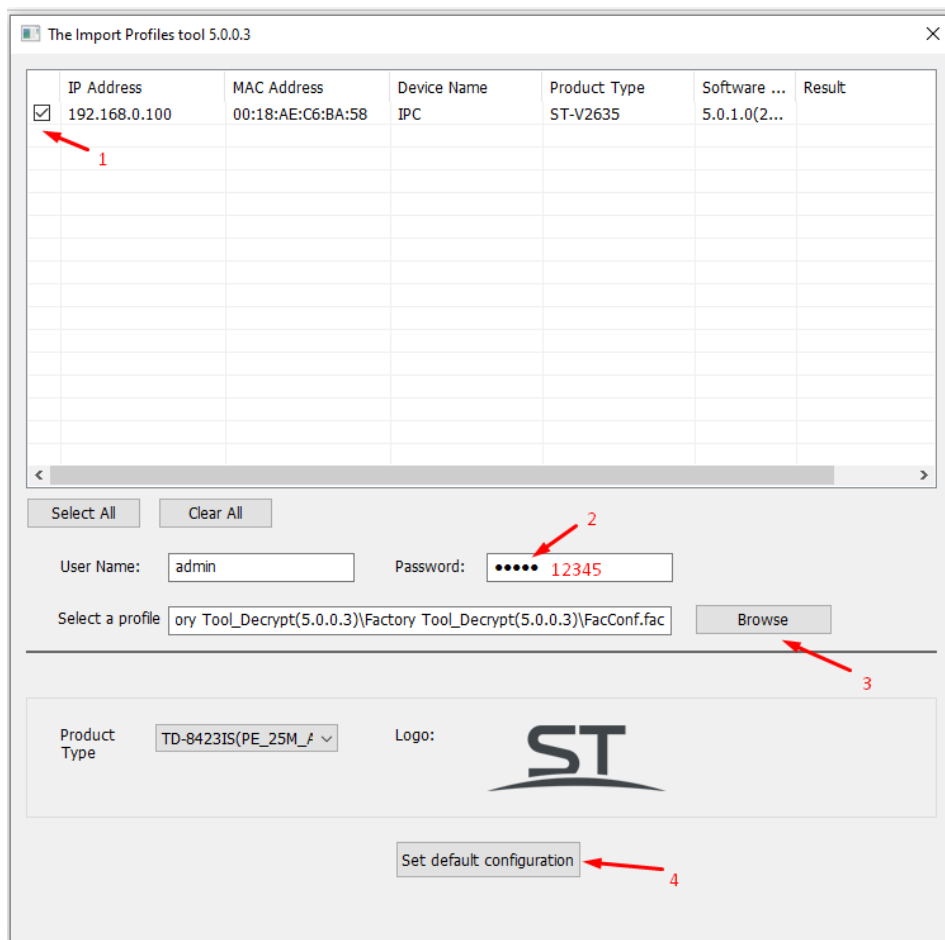 The Import Profiles tool 5.0.0.3
IP Address MAC Address Device Name Product Type Software ... Result
192.168.0.100 00:18:AE:C6:BA:58 IPC ST-V2635 5.0.1.0(2...
1
Select All Clear All
2
User Name: admin Password: ••••• 12345
Select a profile ory Tool_Decrypt(5.0.0.3)\Factory Tool_Decrypt(5.0.0.3)\FacConf.fac Browse
3
Product Type TD-8423IS(PE_25M_A Logo: ST
Set default configuration
4